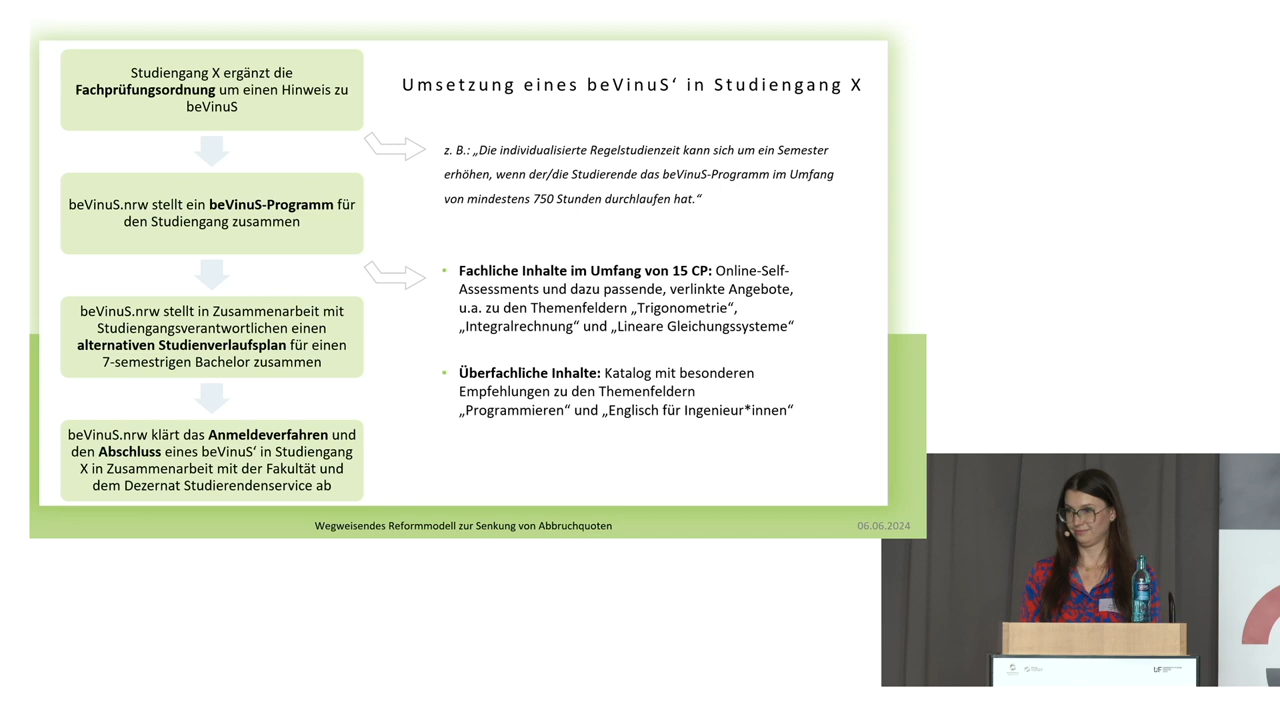 Studiengang X ergänzt die
Fachprüfungsordnung um einen Hinweis zu
beVinuS
beVinuS.nrw stellt ein beVinuS-Programm für
den Studiengang zusammen
beVinuS.nrw stellt in Zusammenarbeit mit
Studiengangsverantwortlichen einen
alternativen Studienverlaufsplan für einen
7-semestrigen Bachelor zusammen
beVinuS.nrw klärt das Anmeldeverfahren und
den Abschluss eines beVinuS‘ in Studiengang
X in Zusammenarbeit mit der Fakultät und
dem Dezernat Studierendenservice ab
Umsetzung eines beVinuS‘ in Studiengang X
z. B.: „Die individualisierte Regelstudienzeit kann sich um ein Semester
erhöhen, wenn der/die Studierende das beVinuS-Programm im Umfang
von mindestens 750 Stunden durchlaufen hat.“
• Fachliche Inhalte im Umfang von 15 CP: Online-Self-
Assessments und dazu passende, verlinkte Angebote,
u.a. zu den Themenfeldern „Trigonometrie“,
„Integralrechnung“ und „Lineare Gleichungssysteme“
• Überfachliche Inhalte: Katalog mit besonderen
Empfehlungen zu den Themenfeldern
„Programmieren“ und „Englisch für Ingenieur*innen“
Wegweisendes Reformmodell zur Senkung von Abbruchquoten
06.06.2024